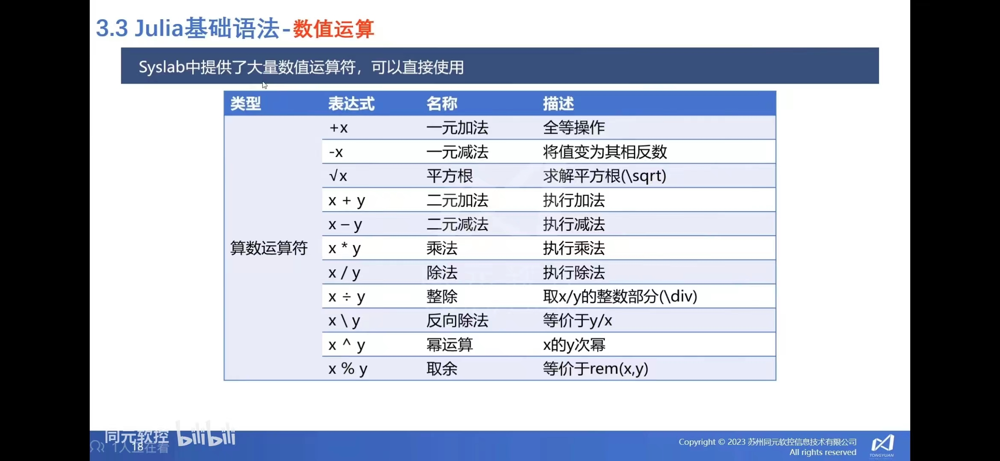 3.3 Julia基础语法-数值运算
Syslab中提供了大量数值运算符，可以直接使用
类型 表达式 名称 描述
算数运算符
+x 一元加法 全等操作
-x 一元减法 将值变为其相反数
√x 平方根 求解平方根(\sqrt)
x + y 二元加法 执行加法
x – y 二元减法 执行减法
x * y 乘法 执行乘法
x / y 除法 执行除法
x ÷ y 整除 取x/y的整数部分(\div)
x \ y 反向除法 等价于y/x
x ^ y 幂运算 x的y次幂
x % y 取余 等价于rem(x,y)
同元软控 bilibili
1人正在看
18
Copyright © 2023 苏州同元软控信息技术有限公司
All rights reserved
TONGYUAN